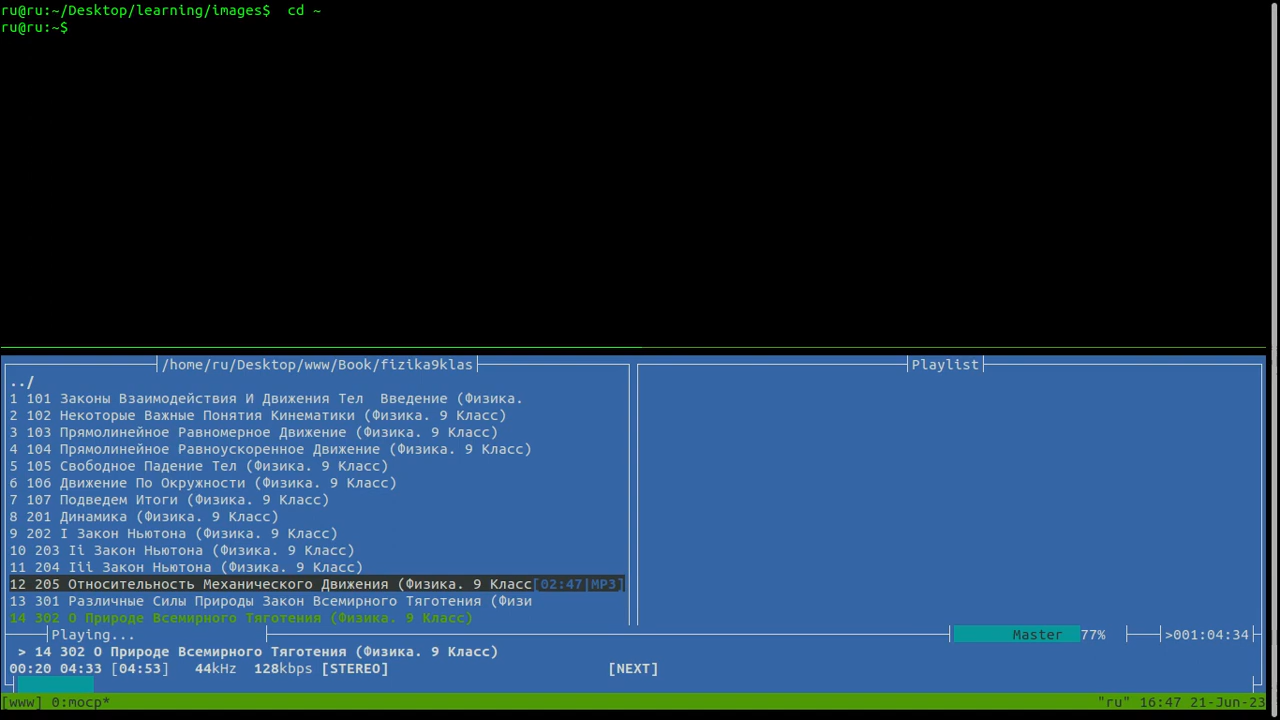 ru@ru:~/Desktop/learning/images$  cd ~
ru@ru:~$
/home/ru/Desktop/www/Book/fizika9klas
Playlist
../
1 101 Законы Взаимодействия И Движения Тел  Введение (Физика.
2 102 Некоторые Важные Понятия Кинематики (Физика. 9 Класс)
3 103 Прямолинейное Равномерное Движение (Физика. 9 Класс)
4 104 Прямолинейное Равноускоренное Движение (Физика. 9 Класс)
5 105 Свободное Падение Тел (Физика. 9 Класс)
6 106 Движение По Окружности (Физика. 9 Класс)
7 107 Подведем Итоги (Физика. 9 Класс)
8 201 Динамика (Физика. 9 Класс)
9 202 I Закон Ньютона (Физика. 9 Класс)
10 203 Ii Закон Ньютона (Физика. 9 Класс)
11 204 Iii Закон Ньютона (Физика. 9 Класс)
12 205 Относительность Механического Движения (Физика. 9 Класс[02:47|MP3]
13 301 Различные Силы Природы Закон Всемирного Тяготения (Физи
14 302 О Природе Всемирного Тяготения (Физика. 9 Класс)
Playing...
Master  77%
>001:04:34
> 14 302 О Природе Всемирного Тяготения (Физика. 9 Класс)
00:20 04:33 [04:53]   44kHz  128kbps [STEREO]
[NEXT]
[www] 0:mocp*
"ru" 16:47 21-Jun-23